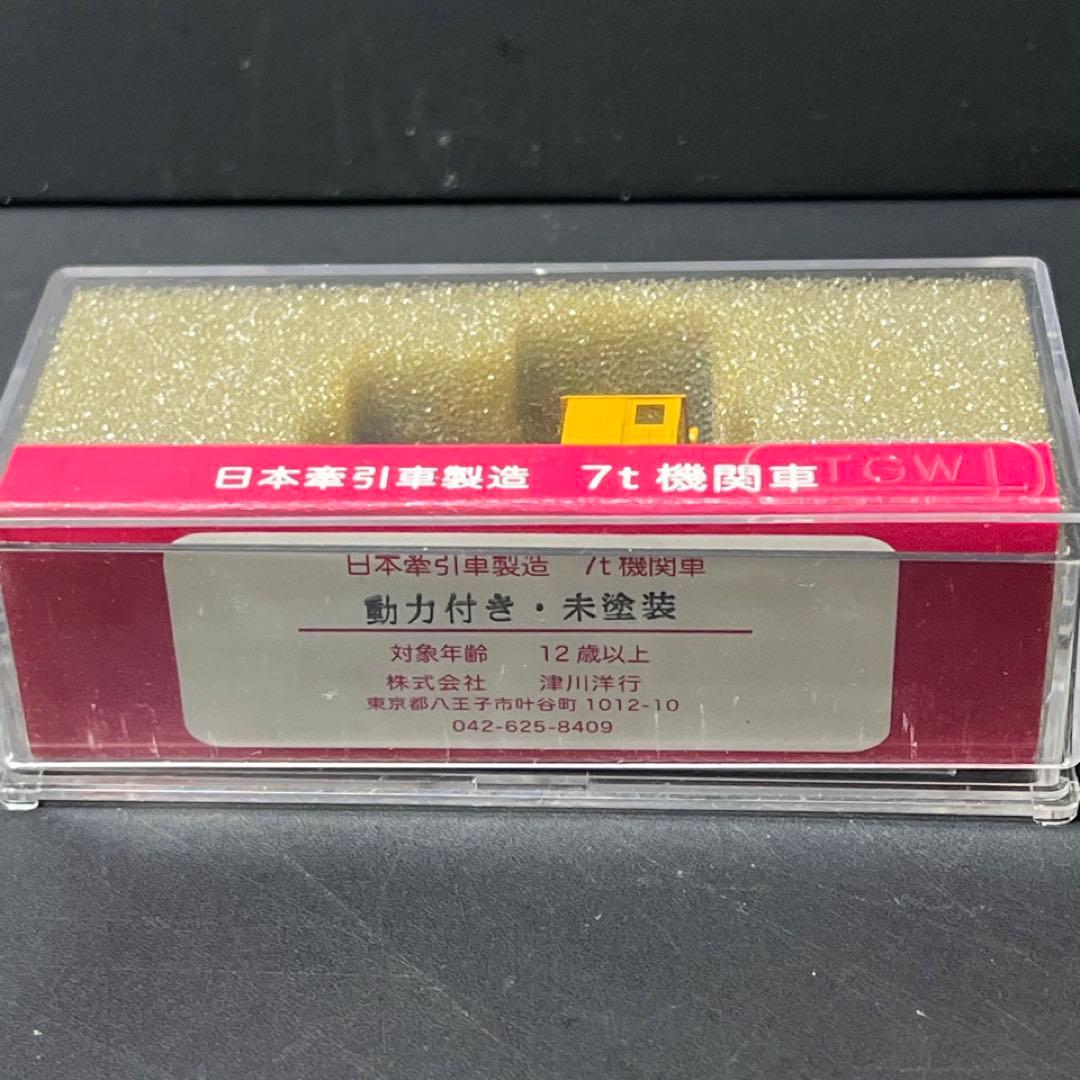 日本牽引車製造 7t 機関車
TGW
日本牽引車製造 7t 機関車
動力付き・未塗装
対象年齢 12 歳以上
株式会社 津川洋行
東京都八王子市叶谷町 1012-10
042-625-8409